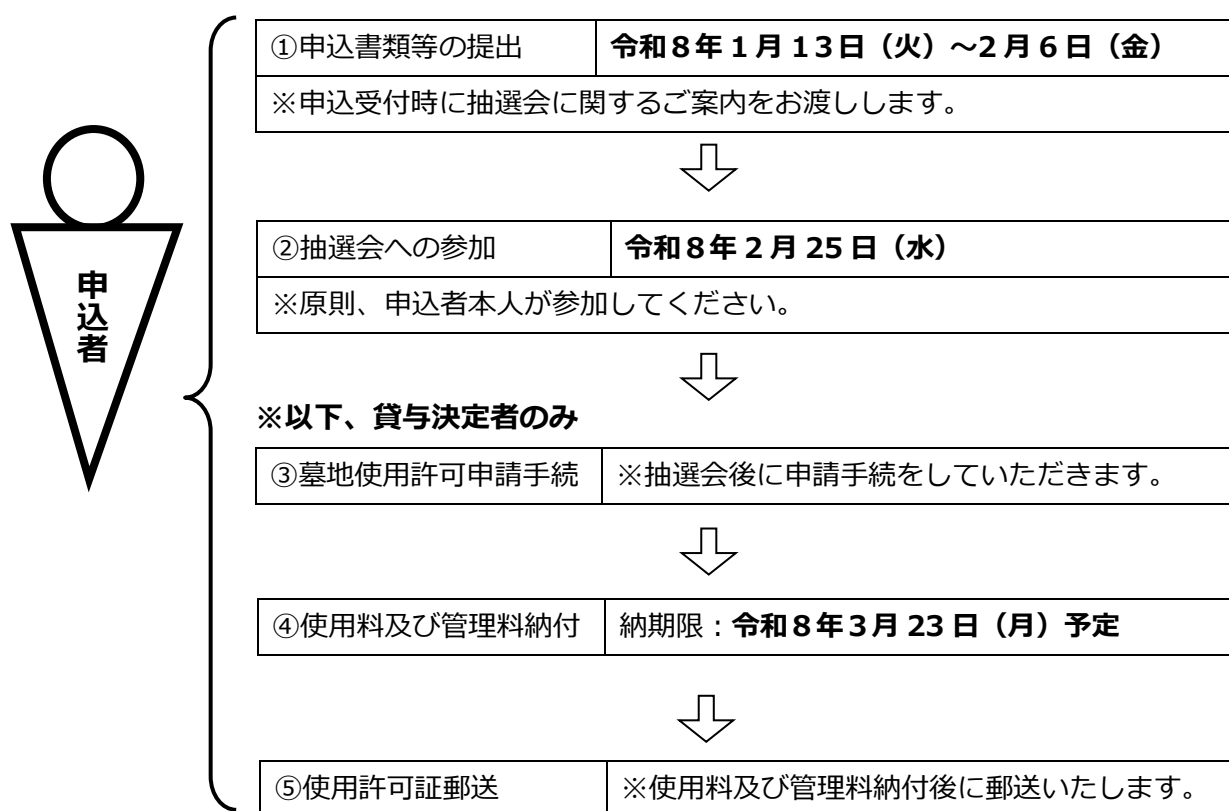 申込者
①申込書類等の提出 令和８年１月13日（火）～2月６日（金）
※申込受付時に抽選会に関するご案内をお渡しします。
②抽選会への参加 令和８年２月25日（水）
※原則、申込者本人が参加してください。
※以下、貸与決定者のみ
③墓地使用許可申請手続 ※抽選会後に申請手続をしていただきます。
④使用料及び管理料納付 納期限：令和８年３月23日（月）予定
⑤使用許可証郵送 ※使用料及び管理料納付後に郵送いたします。